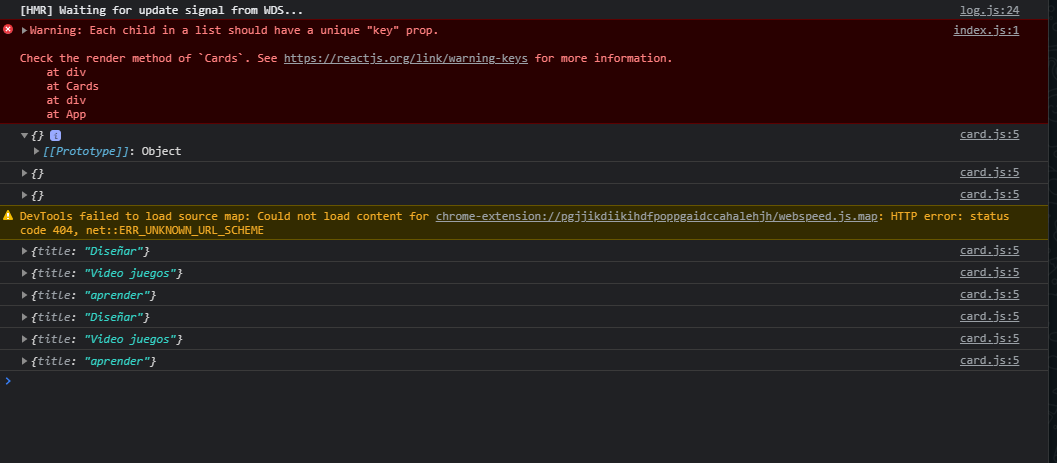 [HMR] Waiting for update signal from WDS... log.js:24
Warning: Each child in a list should have a unique "key" prop. index.js:1
Check the render method of `Cards`. See https://reactjs.org/link/warning-keys for more information.
at div
at Cards
at div
at App
{} i card.js:5
[[Prototype]]: Object
{} card.js:5
{} card.js:5
DevTools failed to load source map: Could not load content for chrome-extension://pgjjikdiikihdfpoppgaidccahalehjh/webspeed.js.map: HTTP error: status
code 404, net::ERR_UNKNOWN_URL_SCHEME
{title: "Diseñar"} card.js:5
{title: "Video juegos"} card.js:5
{title: "aprender"} card.js:5
{title: "Diseñar"} card.js:5
{title: "Video juegos"} card.js:5
{title: "aprender"} card.js:5